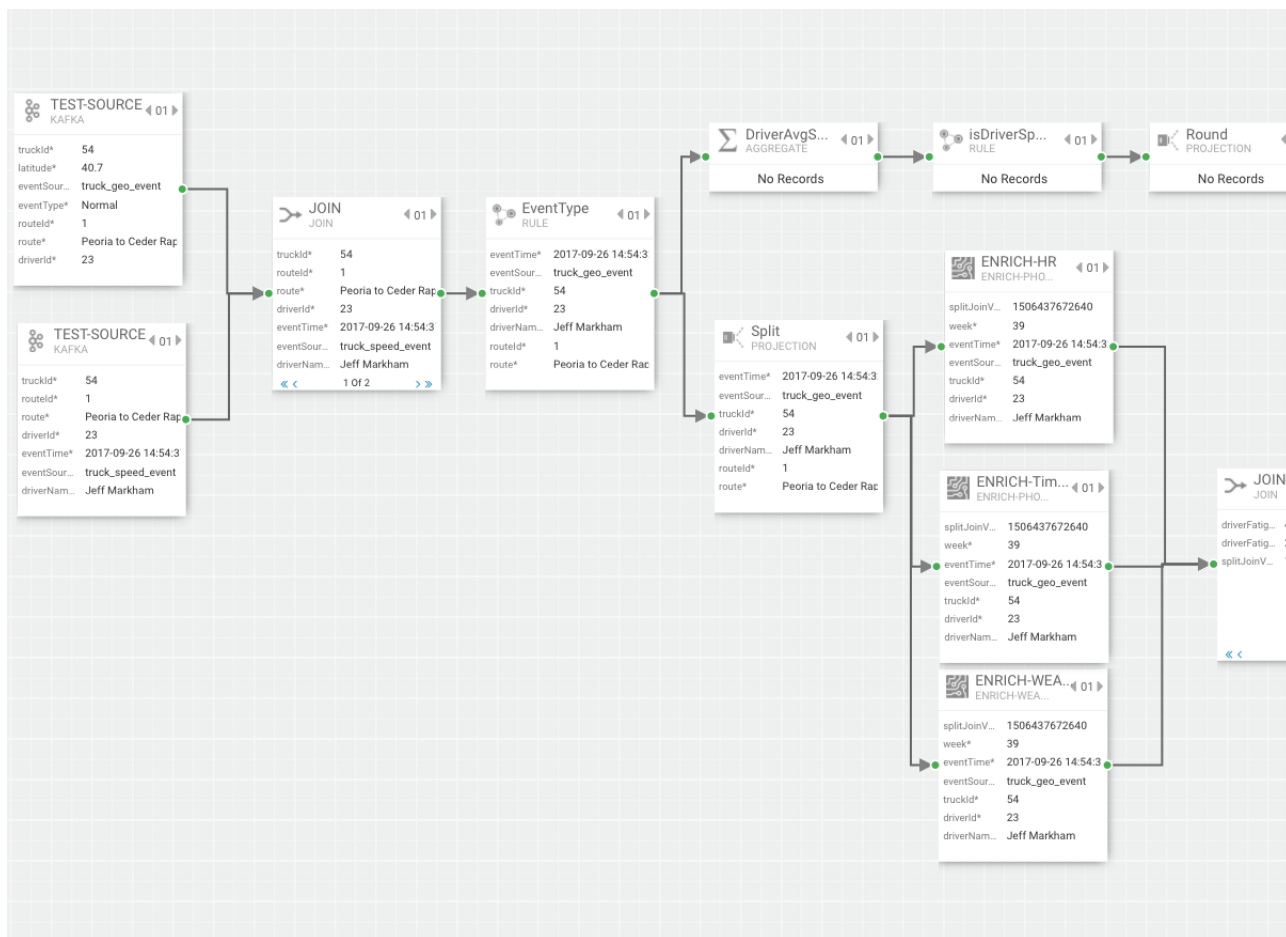 TEST-SOURCE 01
KAFKA
truckId* 54
latitude* 40.7
eventSour... truck_geo_event
eventType* Normal
routeId* 1
route* Peoria to Ceder Rap
driverId* 23
TEST-SOURCE 01
KAFKA
truckId* 54
routeId* 1
route* Peoria to Ceder Rap
driverId* 23
eventTime* 2017-09-26 14:54:3
eventSour... truck_speed_event
driverNam... Jeff Markham
JOIN 01
JOIN
truckId* 54
routeId* 1
route* Peoria to Ceder Rap
driverId* 23
eventTime* 2017-09-26 14:54:3
eventSour... truck_speed_event
driverNam... Jeff Markham
« ‹ 1 Of 2 › »
EventType 01
RULE
eventTime* 2017-09-26 14:54:3
eventSour... truck_geo_event
truckId* 54
driverId* 23
driverNam... Jeff Markham
routeId* 1
route* Peoria to Ceder Rac
DriverAvgS... 01
AGGREGATE
No Records
isDriverSp... 01
RULE
No Records
Round
PROJECTION
No Records
Split 01
PROJECTION
eventTime* 2017-09-26 14:54:3
eventSour... truck_geo_event
truckId* 54
driverId* 23
driverNam... Jeff Markham
routeId* 1
route* Peoria to Ceder Rac
ENRICH-HR 01
ENRICH-PHO...
splitJoinV... 1506437672640
week* 39
eventTime* 2017-09-26 14:54:3
eventSour... truck_geo_event
truckId* 54
driverId* 23
driverNam... Jeff Markham
ENRICH-Tim... 01
ENRICH-PHO...
splitJoinV... 1506437672640
week* 39
eventTime* 2017-09-26 14:54:3
eventSour... truck_geo_event
truckId* 54
driverId* 23
driverNam... Jeff Markham
ENRICH-WEA... 01
ENRICH-WEA...
splitJoinV... 1506437672640
week* 39
eventTime* 2017-09-26 14:54:3
eventSour... truck_geo_event
truckId* 54
driverId* 23
driverNam... Jeff Markham
JOIN
JOIN
driverFatig...
driverFatig...
splitJoinV...
« ‹